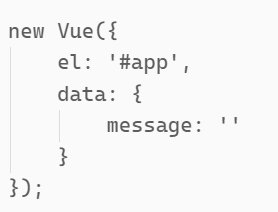 new Vue({
    el: '#app',
    data: {
        message: ''
    }
});